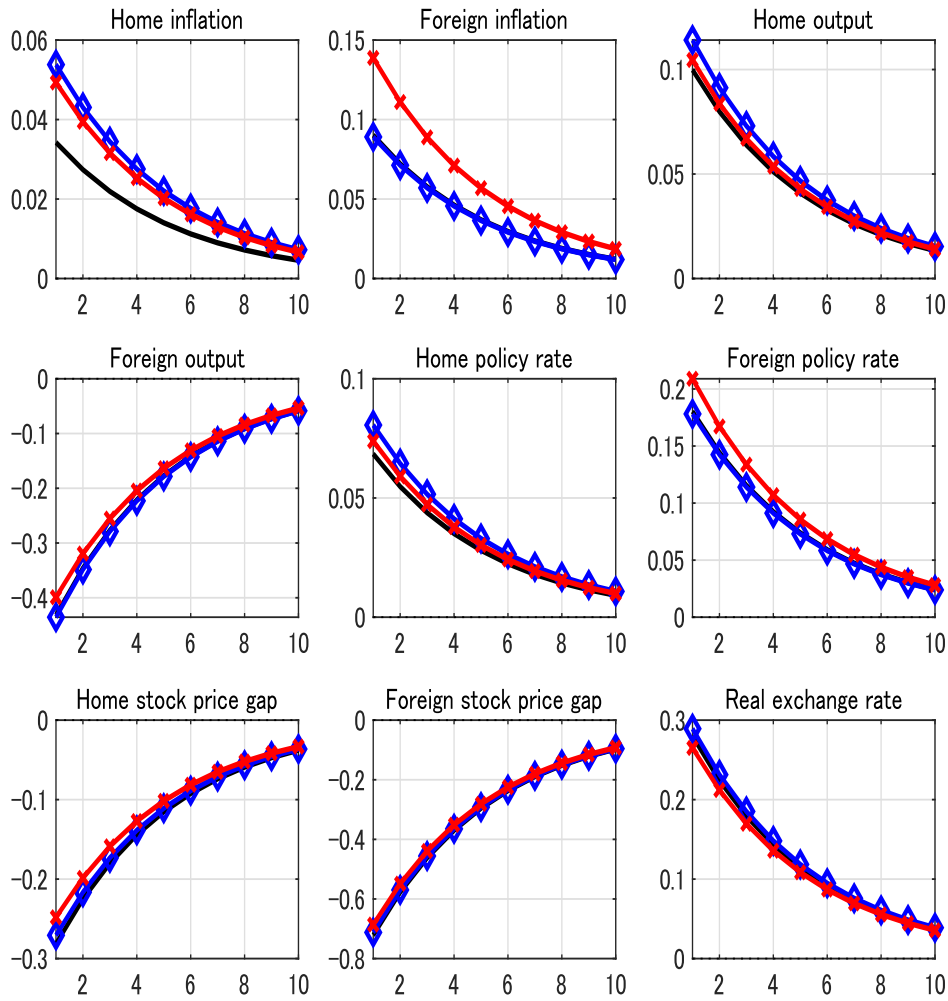 Home inflation
0.06
0.04
0.02
0
2 4 6 8 10
Foreign inflation
0.15
0.1
0.05
0
2 4 6 8 10
Home output
0.1
0.05
0
2 4 6 8 10
Foreign output
0
−0.1
−0.2
−0.3
−0.4
2 4 6 8 10
Home policy rate
0.1
0.05
0
2 4 6 8 10
Foreign policy rate
0.2
0.15
0.1
0.05
0
2 4 6 8 10
Home stock price gap
0
−0.1
−0.2
−0.3
2 4 6 8 10
Foreign stock price gap
0
−0.2
−0.4
−0.6
−0.8
2 4 6 8 10
Real exchange rate
0.3
0.2
0.1
0
2 4 6 8 10